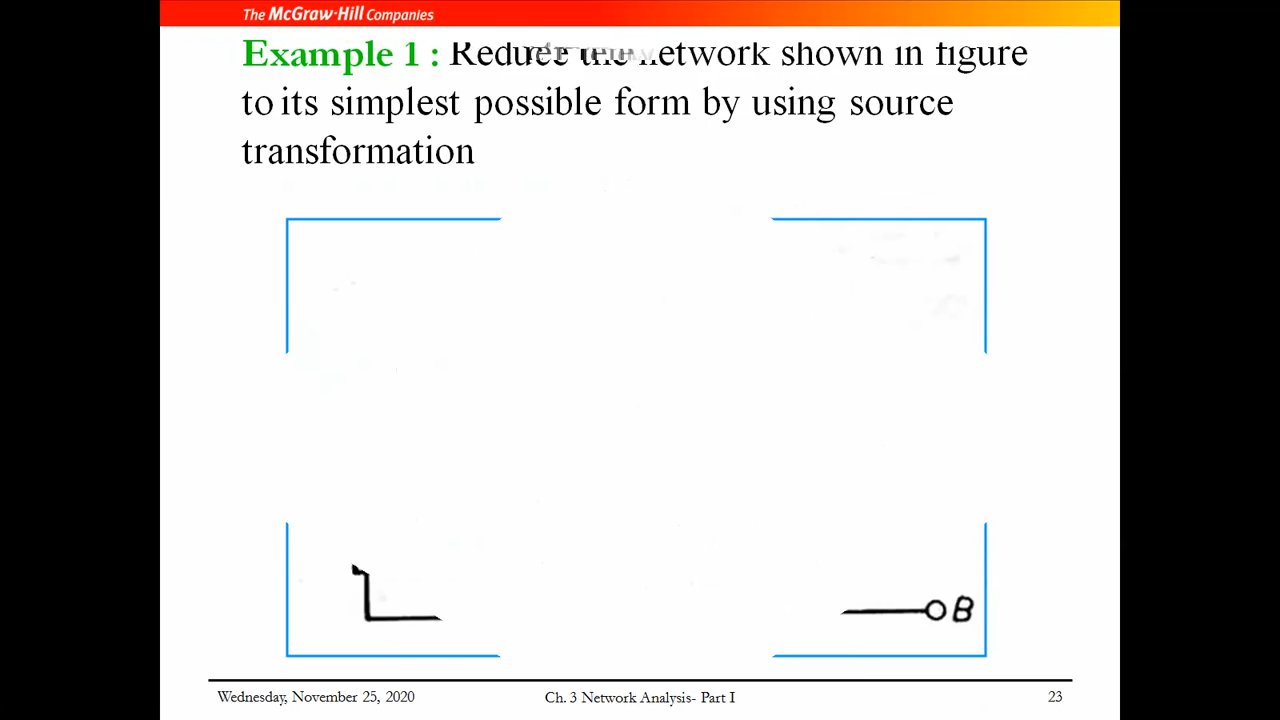 The McGraw-Hill Companies
Example 1 : Reduce the network shown in figure
to its simplest possible form by using source
transformation
B
Wednesday, November 25, 2020
Ch. 3 Network Analysis- Part I
23